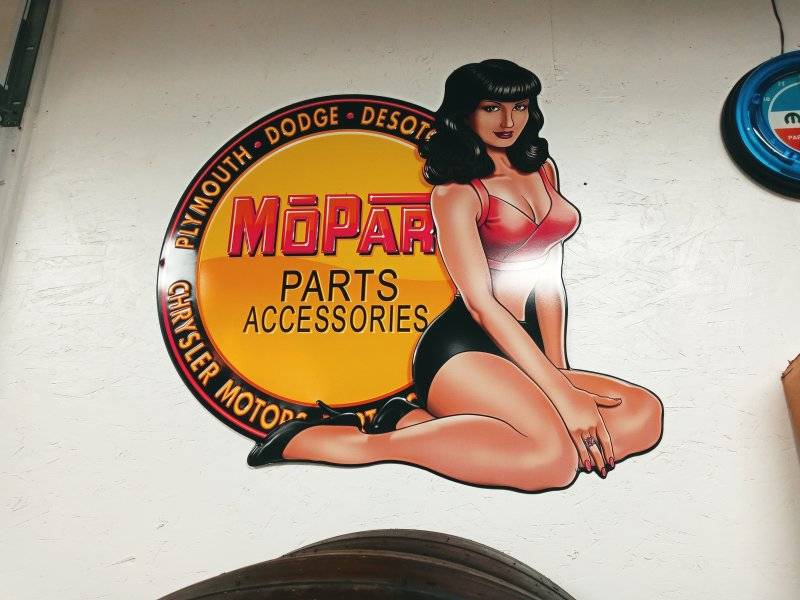 PLYMOUTH • DODGE • DESOTO
MOPAR
PARTS
ACCESSORIES
CHRYSLER MOTORS